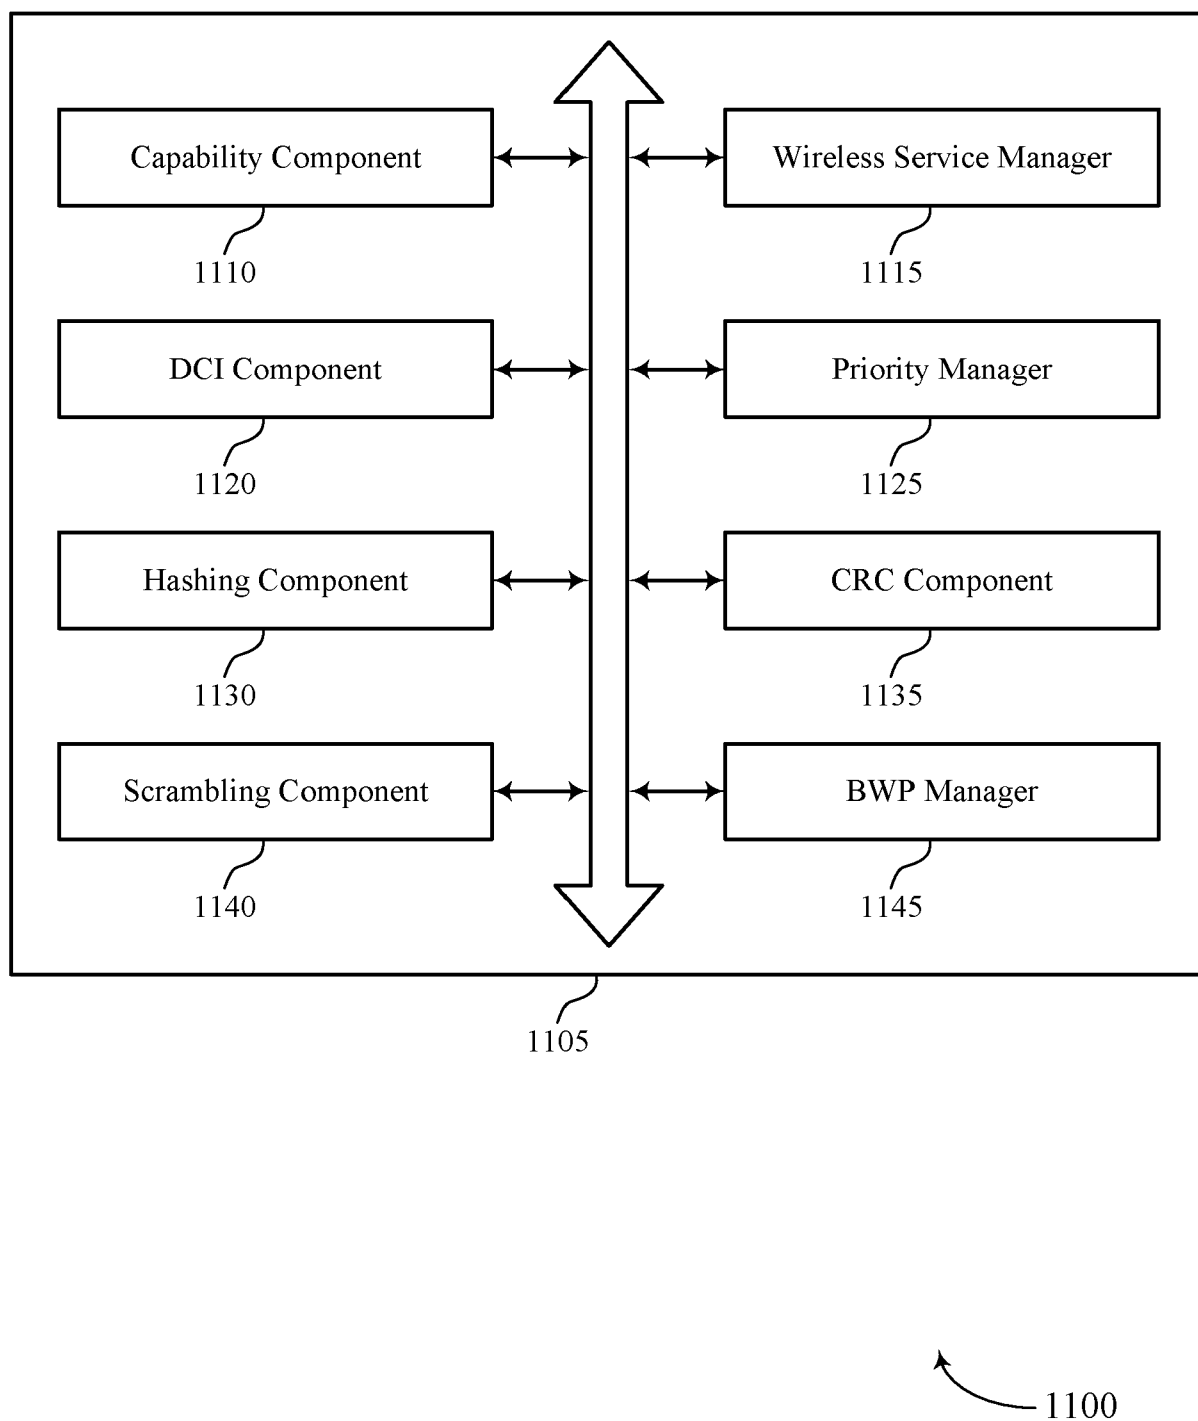 Capability Component
Wireless Service Manager
1110
1115
DCI Component
Priority Manager
1120
1125
Hashing Component
CRC Component
1130
1135
Scrambling Component
BWP Manager
1140
1145
1105
1100